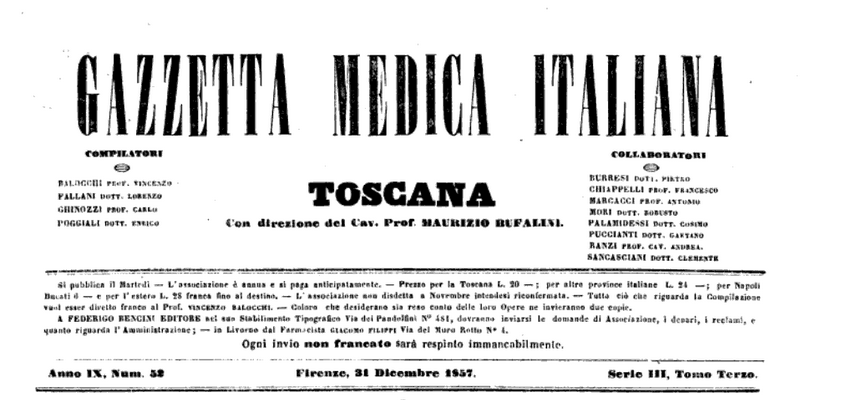 GAZZETTA MEDICA ITALIANA
COMPILATORI
BALOCCHI PROF. VINCENZO
FALLANI DOTT. LORENZO
GHINOZZI PROF. CARLO
POGGIALI DOTT. ENRICO
TOSCANA
Con direzione del Cav. Prof. MAURIZIO BUFALINI.
COLLABORATORI
BURRESI DOTT. PIETRO
CHIAPPELLI PROF. FRANCESCO
MARCACCI PROF. ANTONIO
MORI DOTT. ROBUSTO
PALAMIDESSI DOTT. COSIMO
PUCCIANTI DOTT. GAETANO
RANZI PROF. CAV. ANDREA.
SANCASCIANI DOTT. CLEMENTE
Si pubblica il Martedì — L'associazione è annua e si paga anticipatamente. — Prezzo per la Toscana L. 20 —; per altre province italiane L. 24 —; per Napoli
Ducati 6 — e per l'estero L. 28 franca fino al destino. — L'associazione non disdetta a Novembre intendesi riconfermata. — Tutto ciò che riguarda la Compilazione
vuol esser diretto franco al Prof. VINCENZO BALOCCHI. — Coloro che desiderano sia reso conto delle loro Opere ne invieranno due copie.
A FEDERIGO BENCINI EDITORE nel suo Stabilimento Tipografico Via dei Pandolfini N° 481, dovranno inviarsi le domande di Associazione, i denari, i reclami, e
quanto riguarda l'Amministrazione; — in Livorno dal Farmacista GIACOMO FILIPPI Via del Muro Rotto N° 4.
Ogni invio non francato sarà respinto immancabilmente.
Anno IX, Num. 52 Firenze, 31 Dicembre 1857. Serie III, Tomo Terzo.